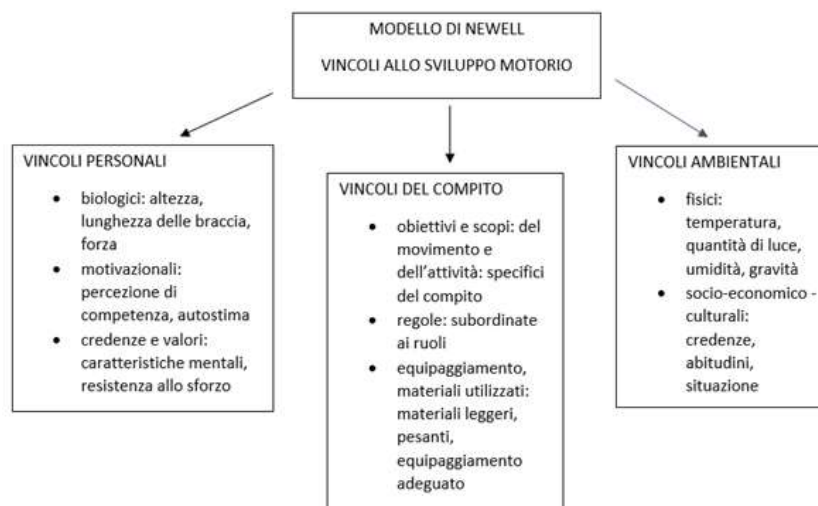 MODELLO DI NEWELL
VINCOLI ALLO SVILUPPO MOTORIO
VINCOLI PERSONALI
• biologici: altezza,
lunghezza delle braccia,
forza
• motivazionali:
percezione di
competenza, autostima
• credenze e valori:
caratteristiche mentali,
resistenza allo sforzo
VINCOLI DEL COMPITO
• obiettivi e scopi: del
movimento e
dell'attività: specifici
del compito
• regole: subordinate
ai ruoli
• equipaggiamento,
materiali utilizzati:
materiali leggeri,
pesanti,
equipaggiamento
adeguato
VINCOLI AMBIENTALI
• fisici:
temperatura,
quantità di luce,
umidità, gravità
• socio-economico -
culturali:
credenze,
abitudini,
situazione